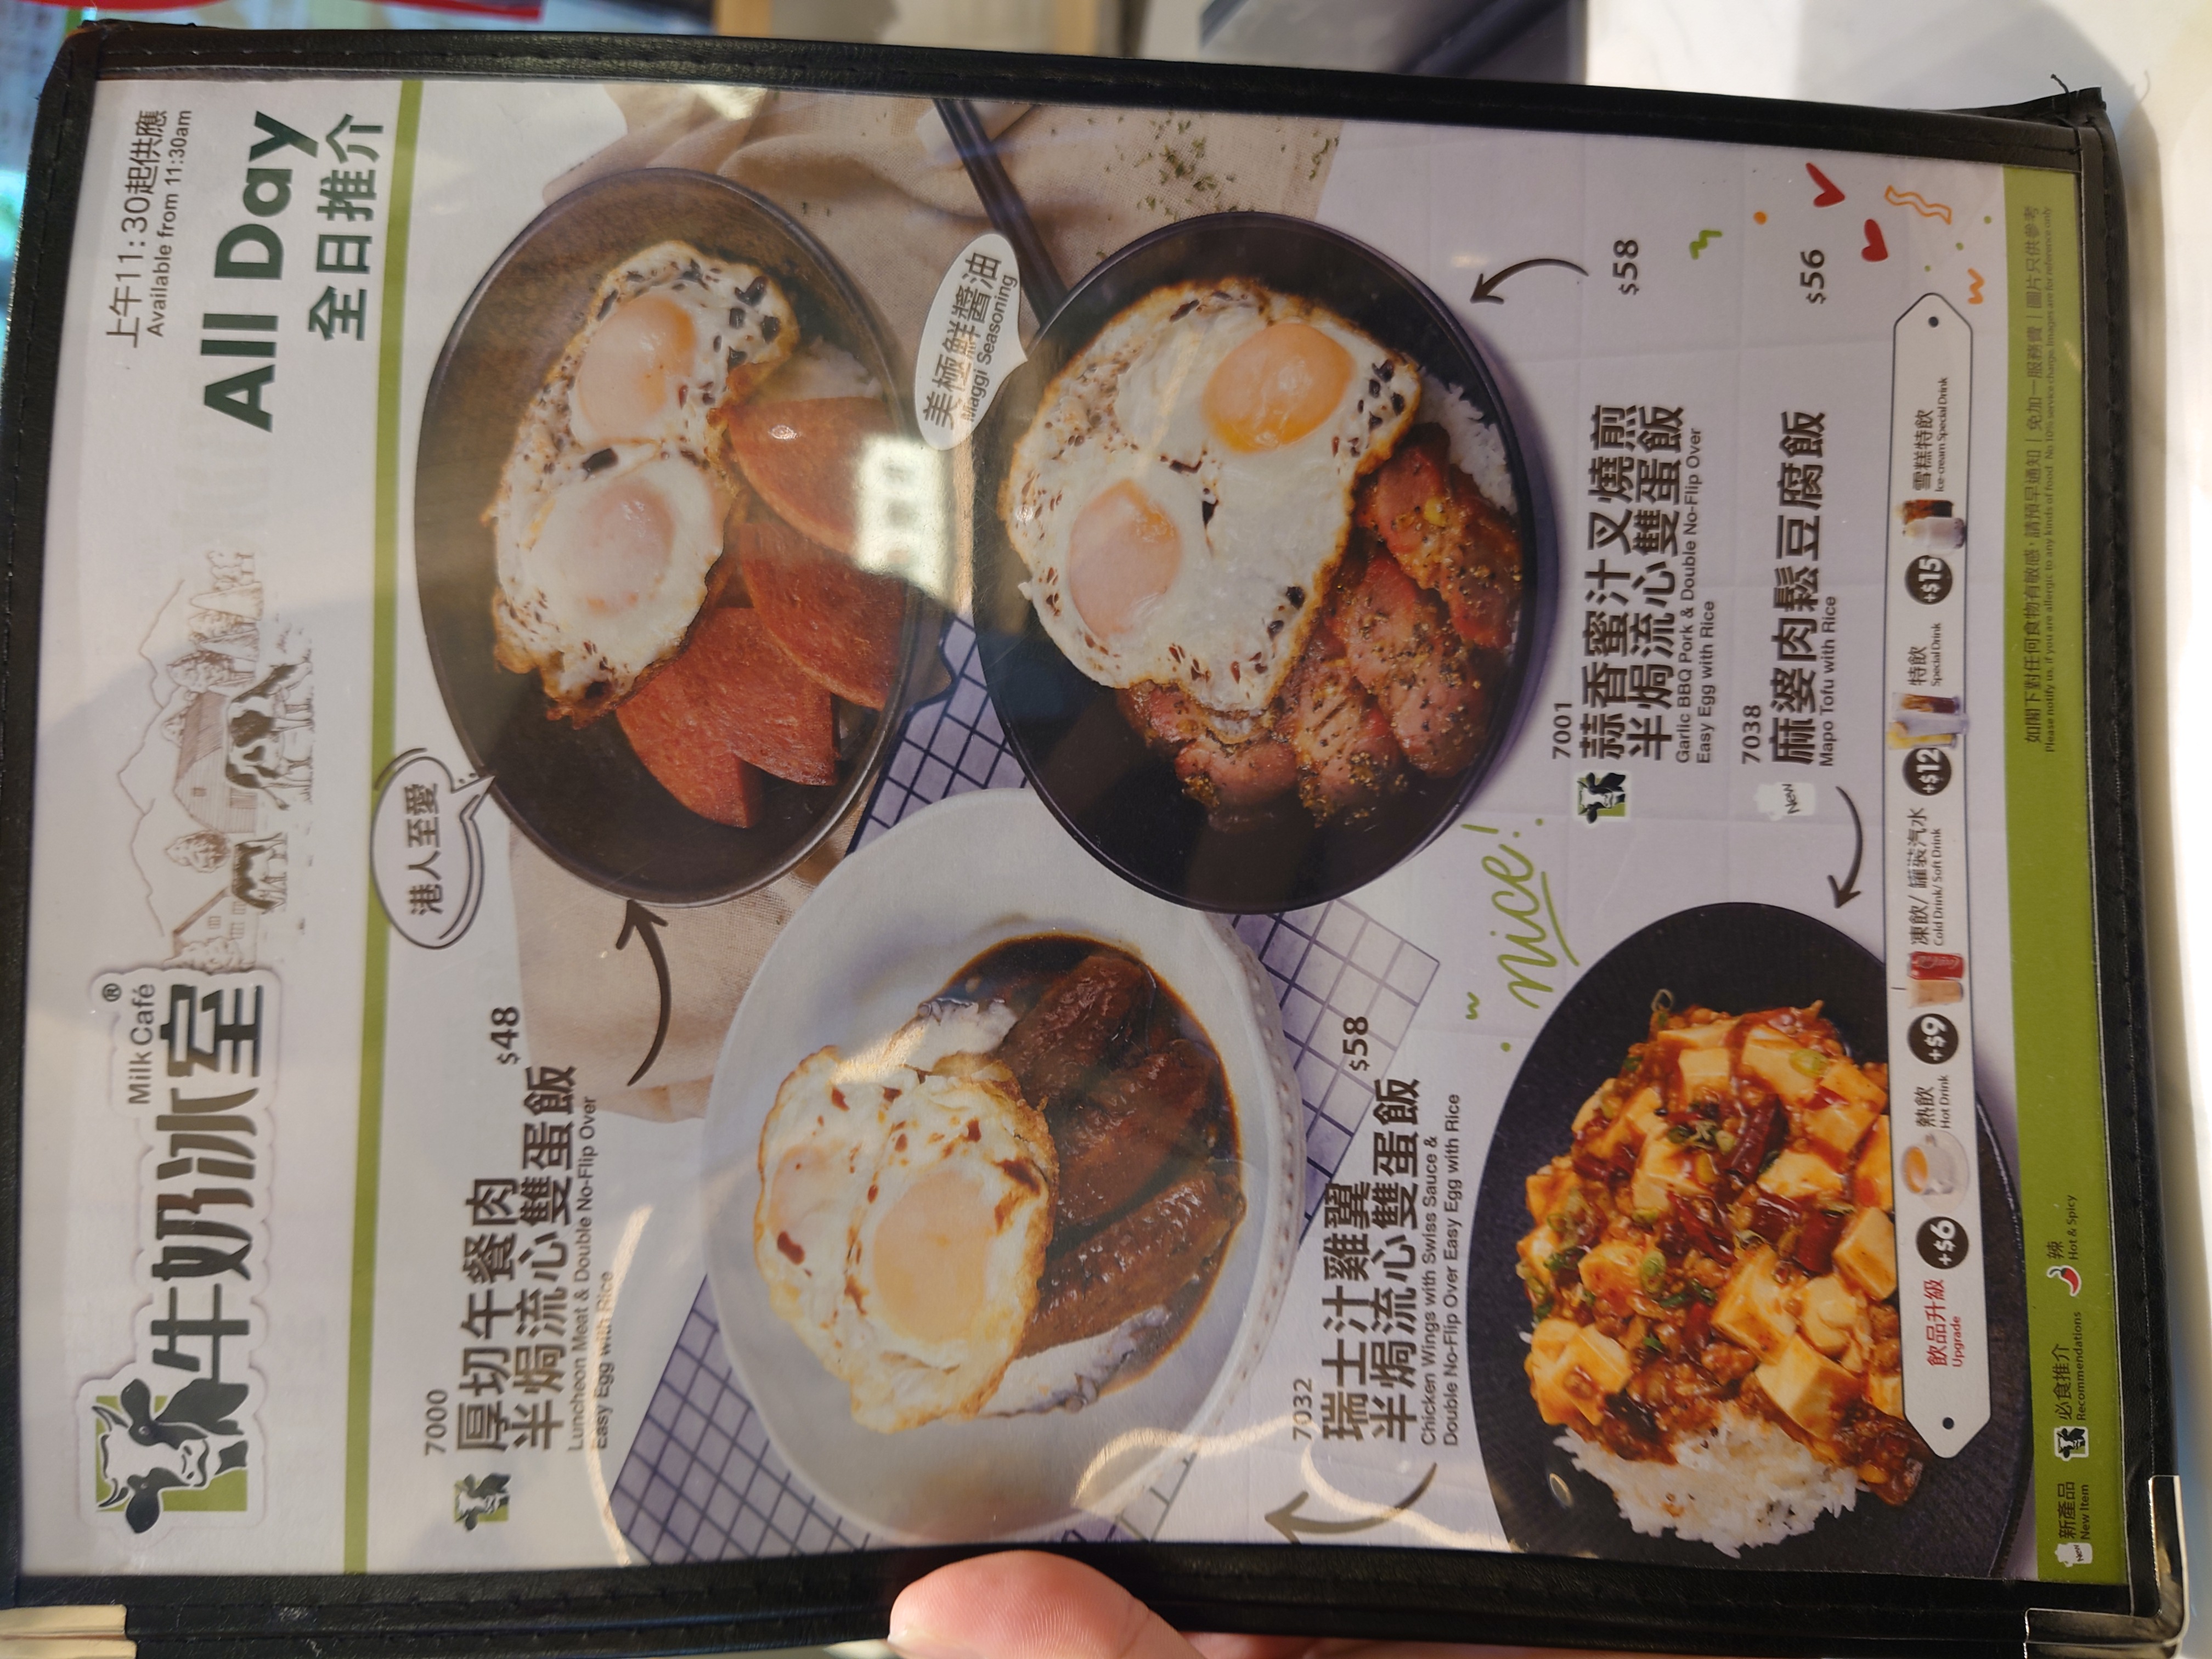 Milk Café®
牛奶冰室
上午11:30起供應
Available from 11:30am
All Day
全日推介
港人至愛
7000
厚切午餐肉
半焗流心雙蛋飯 $48
Luncheon Meat & Double No-Flip Over
Easy Egg with Rice
美極鮮醬油
Maggi Seasoning
7032
瑞士汁雞翼
半焗流心雙蛋飯 $58
Chicken Wings with Swiss Sauce &
Double No-Flip Over Easy Egg with Rice
nice!
7001
蒜香蜜汁叉燒煎
半焗流心雙蛋飯 $58
Garlic BBQ Pork & Double No-Flip Over
Easy Egg with Rice
7038
New
麻婆肉鬆豆腐飯 $56
Mapo Tofu with Rice
飲品升級
Upgrade
+$6
熱飲
Hot Drink
+$9
凍飲/ 罐裝汽水
Cold Drink/ Soft Drink
+$12
特飲
Special Drink
+$15
雪糕特飲
Ice-cream Special Drink
如閣下對任何食物有敏感，請預早通知 | 免加一服務費 | 圖片只供參考
Please notify us, if you are allergic to any kinds of food. No 10% service charge. Images are for reference only
New
新產品
New Item
必食推介
Recommendations
辣
Hot & Spicy